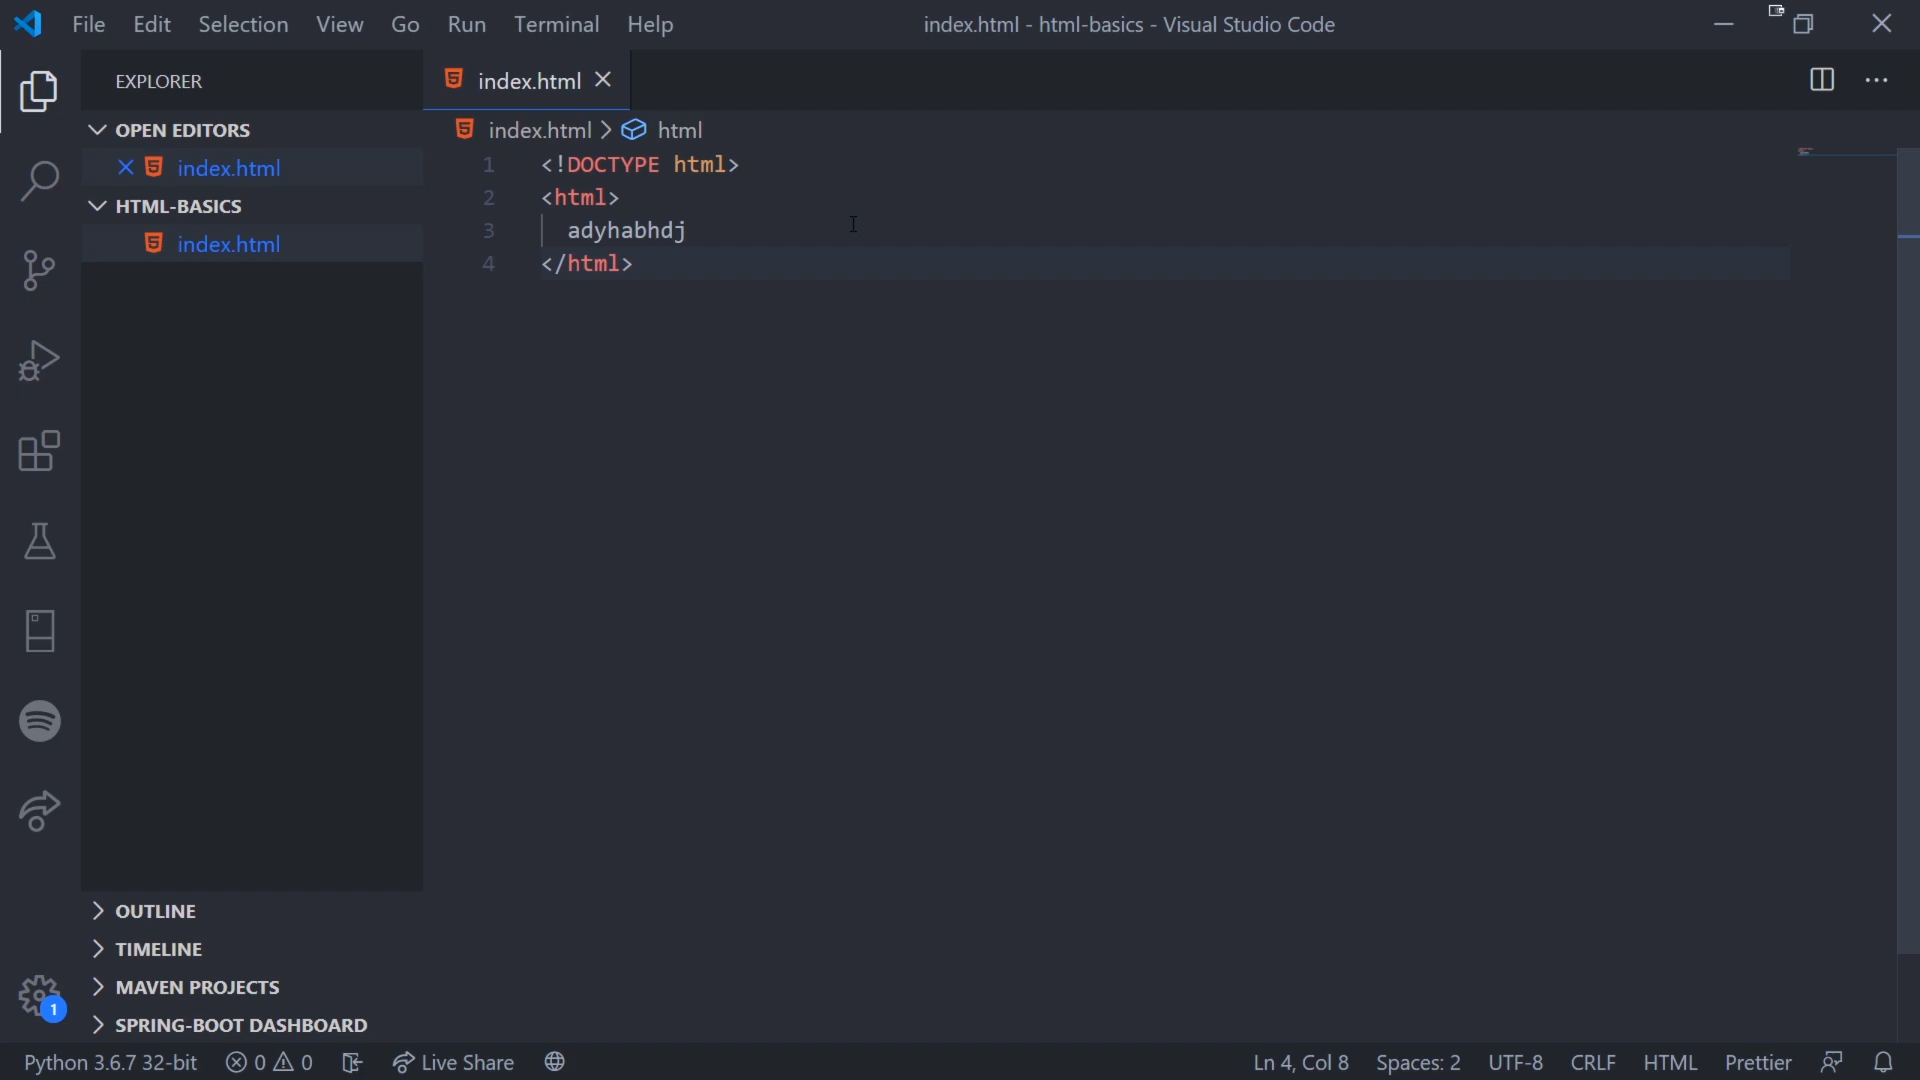 File Edit Selection View Go Run Terminal Help
index.html - html-basics - Visual Studio Code
EXPLORER
OPEN EDITORS
index.html
HTML-BASICS
index.html
index.html
index.html > html
1 <!DOCTYPE html>
2 <html>
3 adyhabhdj
4 </html>
OUTLINE
TIMELINE
MAVEN PROJECTS
SPRING-BOOT DASHBOARD
1
Python 3.6.7 32-bit 0 0 Live Share Ln 4, Col 8 Spaces: 2 UTF-8 CRLF HTML Prettier